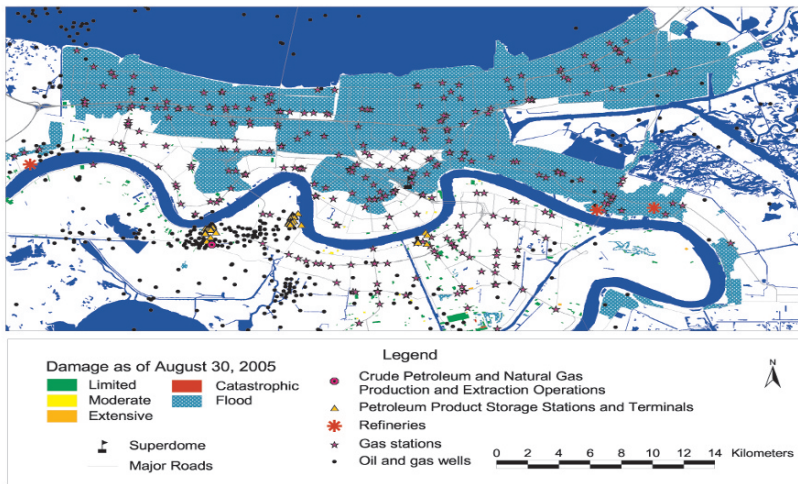 Legend
Damage as of August 30, 2005
Limited
Moderate
Extensive
Catastrophic
Flood
Superdome
Major Roads
Crude Petroleum and Natural Gas
Production and Extraction Operations
Petroleum Product Storage Stations and Terminals
Refineries
Gas stations
Oil and gas wells
N
0 2 4 6 8 10 12 14 Kilometers